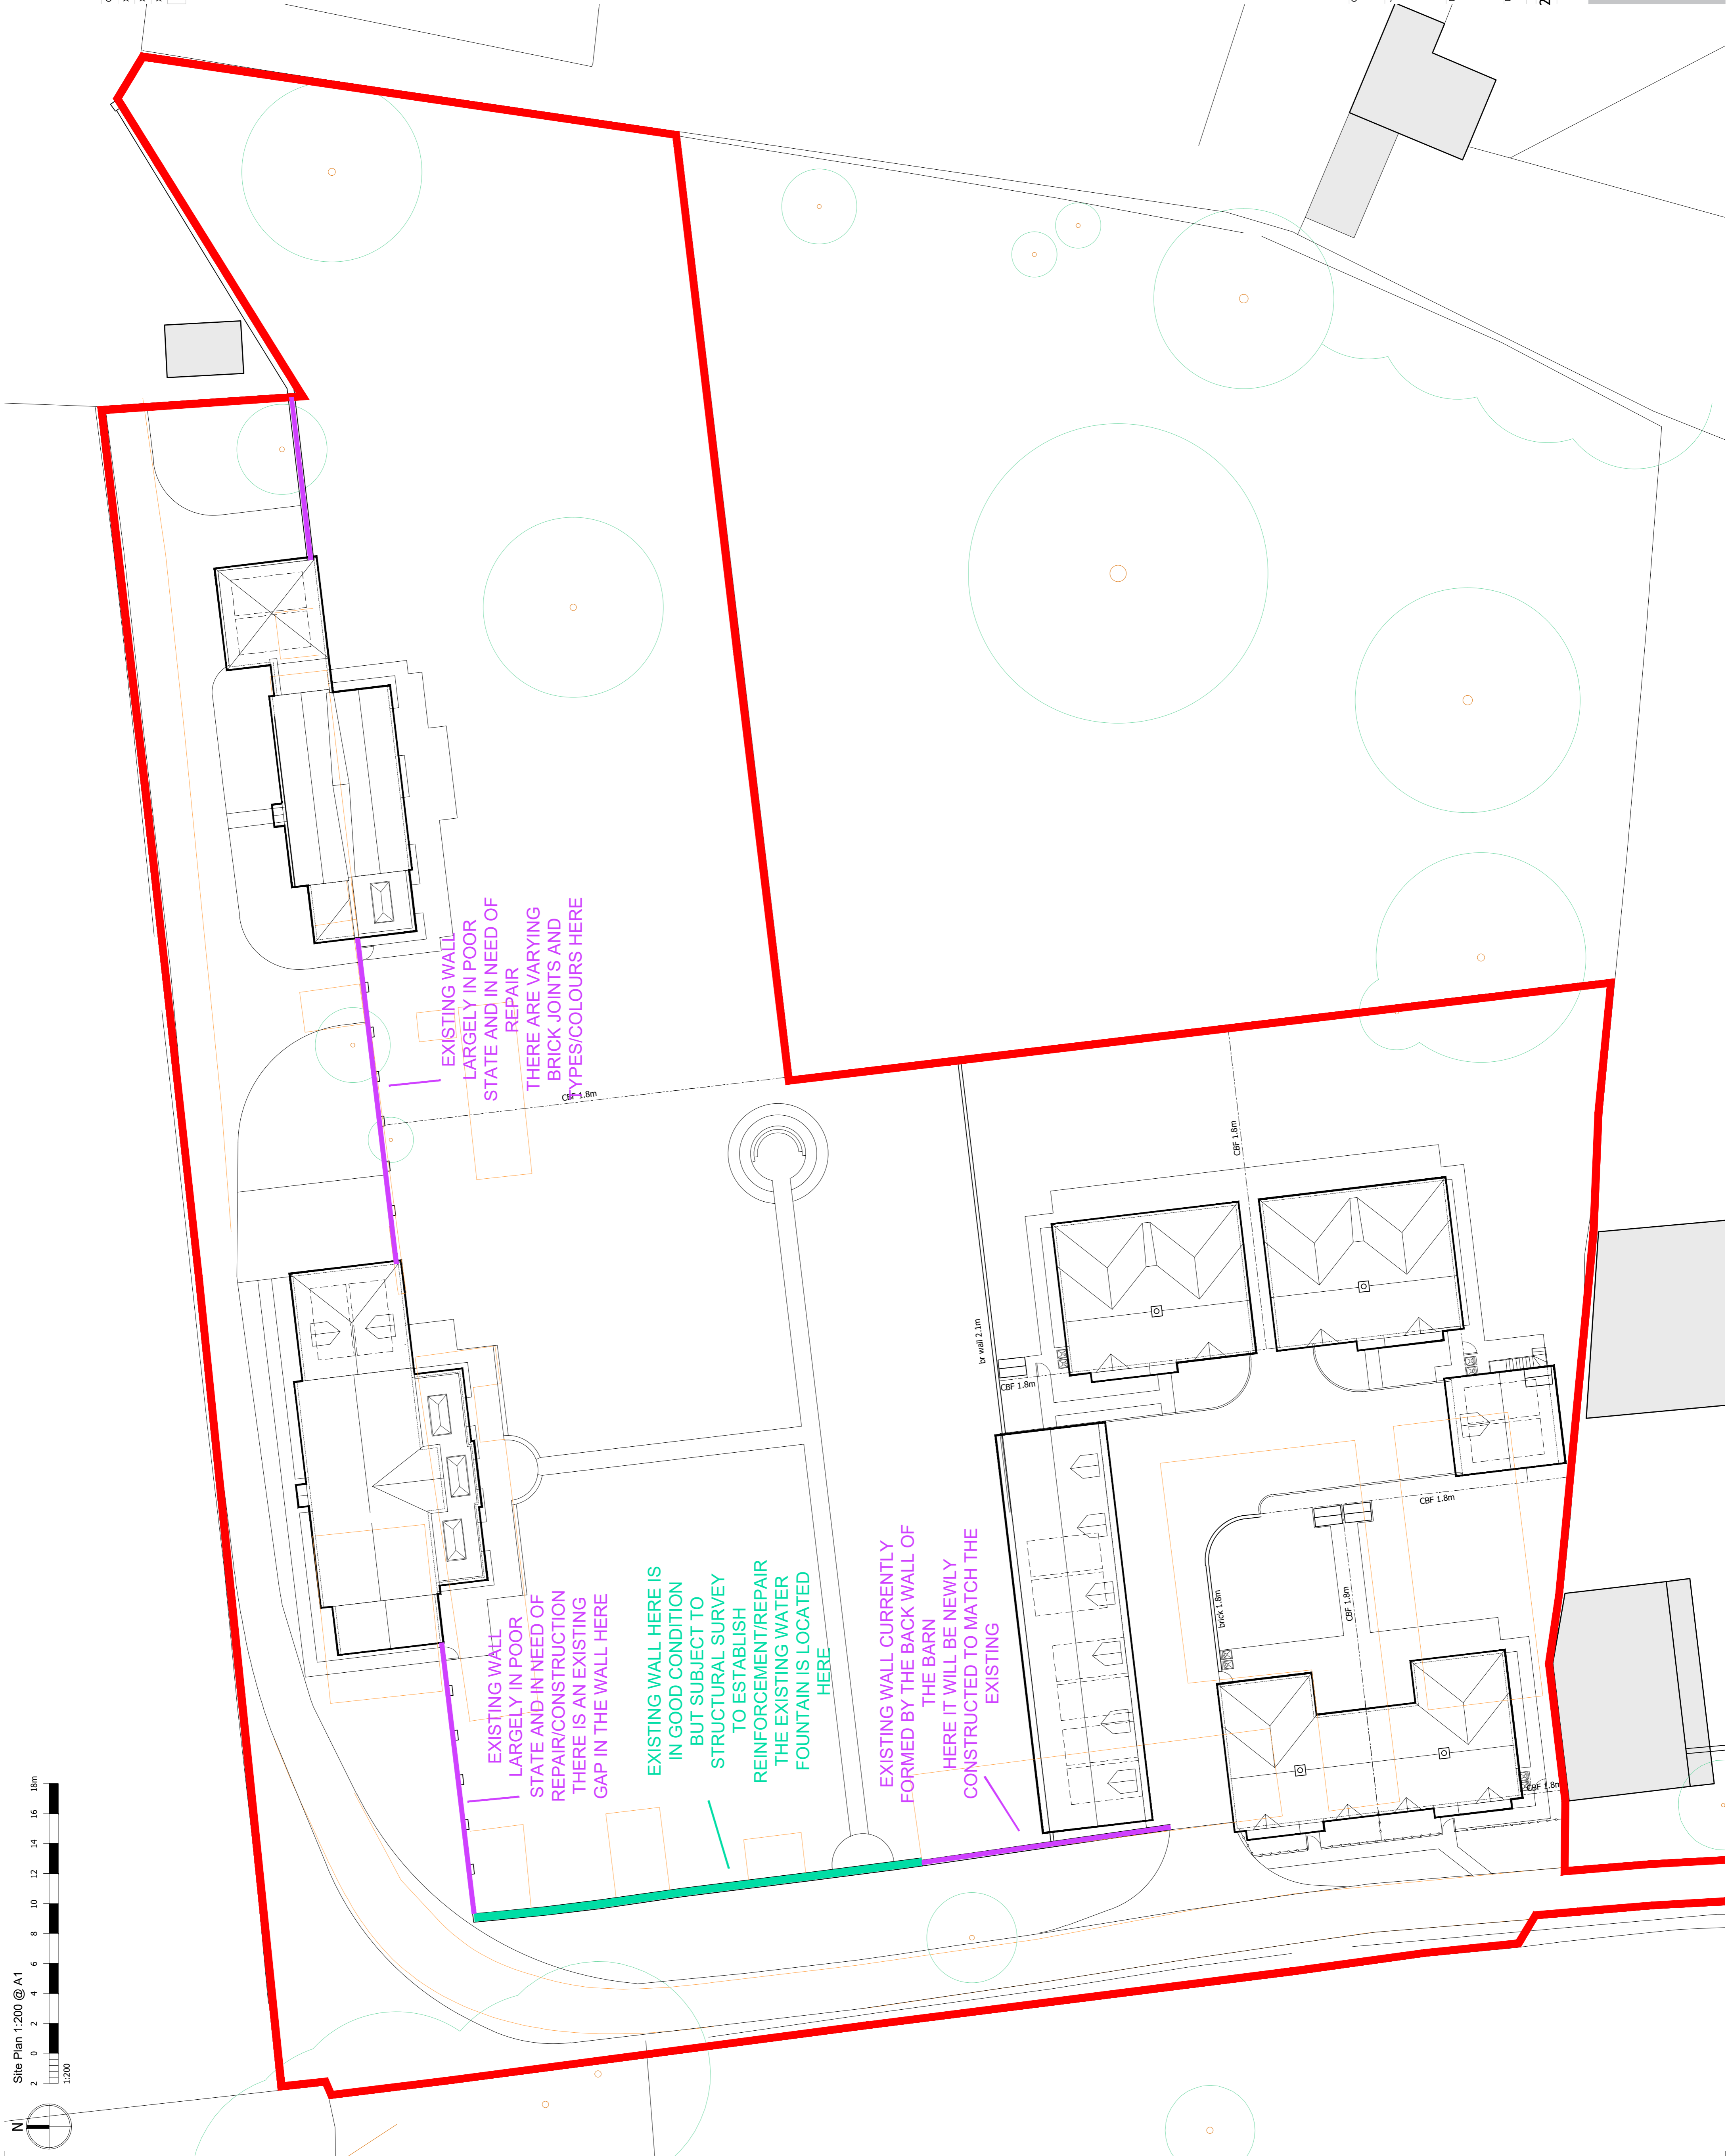 EXISTING WALL
LARGELY IN POOR
STATE AND IN NEED OF
REPAIR
THERE ARE VARYING
BRICK JOINTS AND
TYPES/COLOURS HERE
CBF 1.8m
CBF 1.8m
br wall 2.1m
CBF 1.8m
CBF 1.8m
brick 1.8m
CBF 1.8m
CBF 1.8m
EXISTING WALL
LARGELY IN POOR
STATE AND IN NEED OF
REPAIR/CONSTRUCTION
THERE IS AN EXISTING
GAP IN THE WALL HERE
EXISTING WALL HERE IS
IN GOOD CONDITION
BUT SUBJECT TO
STRUCTURAL SURVEY
TO ESTABLISH
REINFORCEMENT/REPAIR
THE EXISTING WATER
FOUNTAIN IS LOCATED
HERE
EXISTING WALL CURRENTLY
FORMED BY THE BACK WALL OF
THE BARN
HERE IT WILL BE NEWLY
CONSTRUCTED TO MATCH THE
EXISTING
Site Plan 1:200 @ A1
2 0 2 4 6 8 10 12 14 16 18m
1:200
N